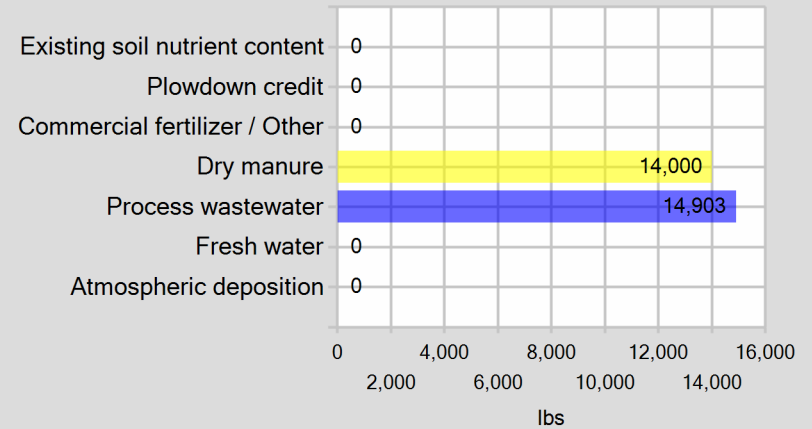 Existing soil nutrient content 0
Plowdown credit 0
Commercial fertilizer / Other 0
Dry manure 14,000
Process wastewater 14,903
Fresh water 0
Atmospheric deposition 0
0 4,000 8,000 12,000 16,000
2,000 6,000 10,000 14,000
lbs